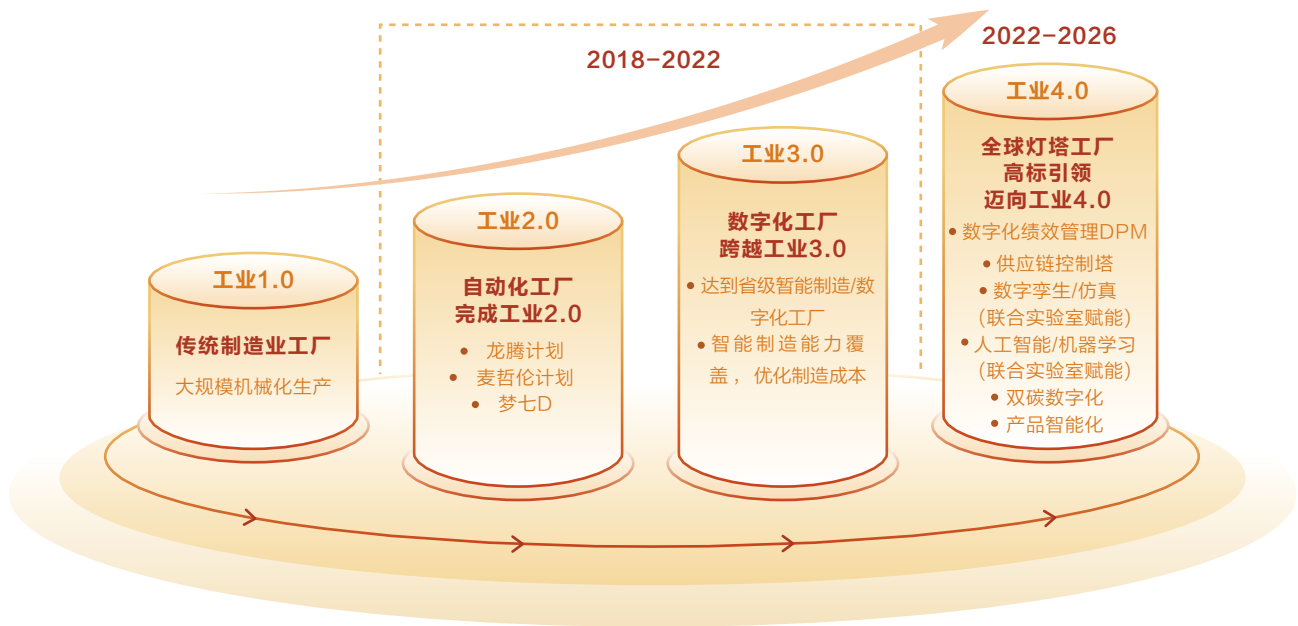 2018-2022
2022-2026
工业1.0
传统制造业工厂
大规模机械化生产
工业2.0
自动化工厂
完成工业2.0
• 龙腾计划
• 麦哲伦计划
• 梦七D
工业3.0
数字化工厂
跨越工业3.0
• 达到省级暂能制造/数
字化工厂
• 智能制造能力覆
盖，优化制造成本
工业4.0
全球灯塔工厂
高标引领
迈向工业4.0
• 数字化绩效管理DPM
• 供应链控制塔
• 数字孪生/仿真
(联合实验室赋能)
• 人工智能/机器学习
(联合实验室赋能)
• 双碳数字化
• 产品智能化